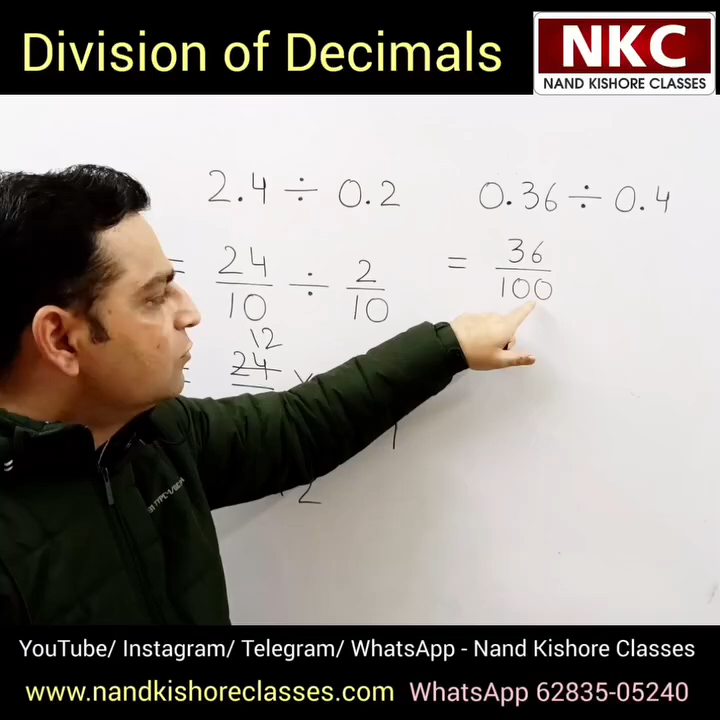 Division of Decimals
NKC
NAND KISHORE CLASSES
2.4 ÷ 0.2
= 24/10 ÷ 2/10
12
24
12
0.36 ÷ 0.4
= 36/100
YouTube/ Instagram/ Telegram/ WhatsApp - Nand Kishore Classes
www.nandkishoreclasses.com WhatsApp 62835-05240